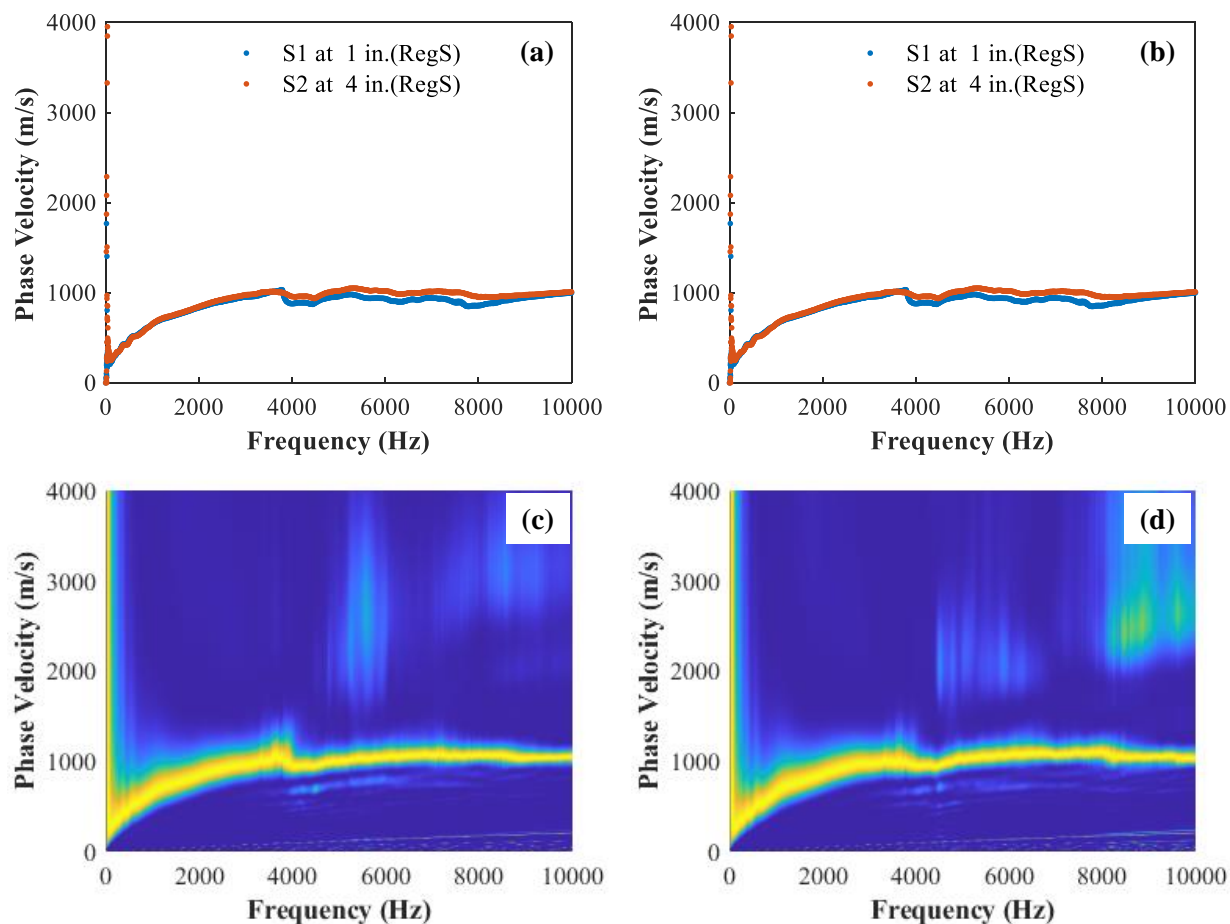 4000
3000
2000
1000
0
Phase Velocity (m/s)
S1 at 1 in.(RegS)
S2 at 4 in.(RegS)
(a)
0 2000 4000 6000 8000 10000
Frequency (Hz)
4000
3000
2000
1000
0
Phase Velocity (m/s)
S1 at 1 in.(RegS)
S2 at 4 in.(RegS)
(b)
0 2000 4000 6000 8000 10000
Frequency (Hz)
4000
3000
2000
1000
0
Phase Velocity (m/s)
(c)
0 2000 4000 6000 8000 10000
Frequency (Hz)
4000
3000
2000
1000
0
Phase Velocity (m/s)
(d)
0 2000 4000 6000 8000 10000
Frequency (Hz)